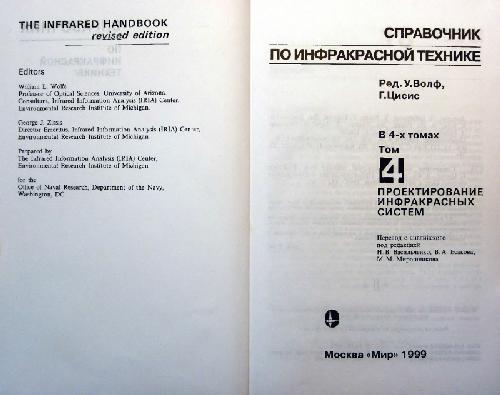 THE INFRARED HANDBOOK
revised edition
Editors
William L. Wolfe
Professor of Optical Sciences, University of Arizona.
Consultant, Infrared Information Analysis (IRIA) Center,
Environmental Research Institute of Michigan.
George J. Zissis
Director Emeritus, Infrared Information Analysis (IRIA) Center,
Environmental Research Institute of Michigan
Prepared by
The Infrared Information Analysis (IRIA) Center,
Environmental Research Institute of Michigan
for the
Office of Naval Research, Department of the Navy,
Washington, DC
СПРАВОЧНИК
ПО ИНФРАКРАСНОЙ ТЕХНИКЕ
Ред. У. Волф,
Г. Цисис
В 4-х томах
Том
4
ПРОЕКТИРОВАНИЕ
ИНФРАКРАСНЫХ
СИСТЕМ
Перевод с английского
под редакцией
Н. В. Васильченко, В. А. Есакова,
М. М. Мирошникова
Москва «Мир» 1999